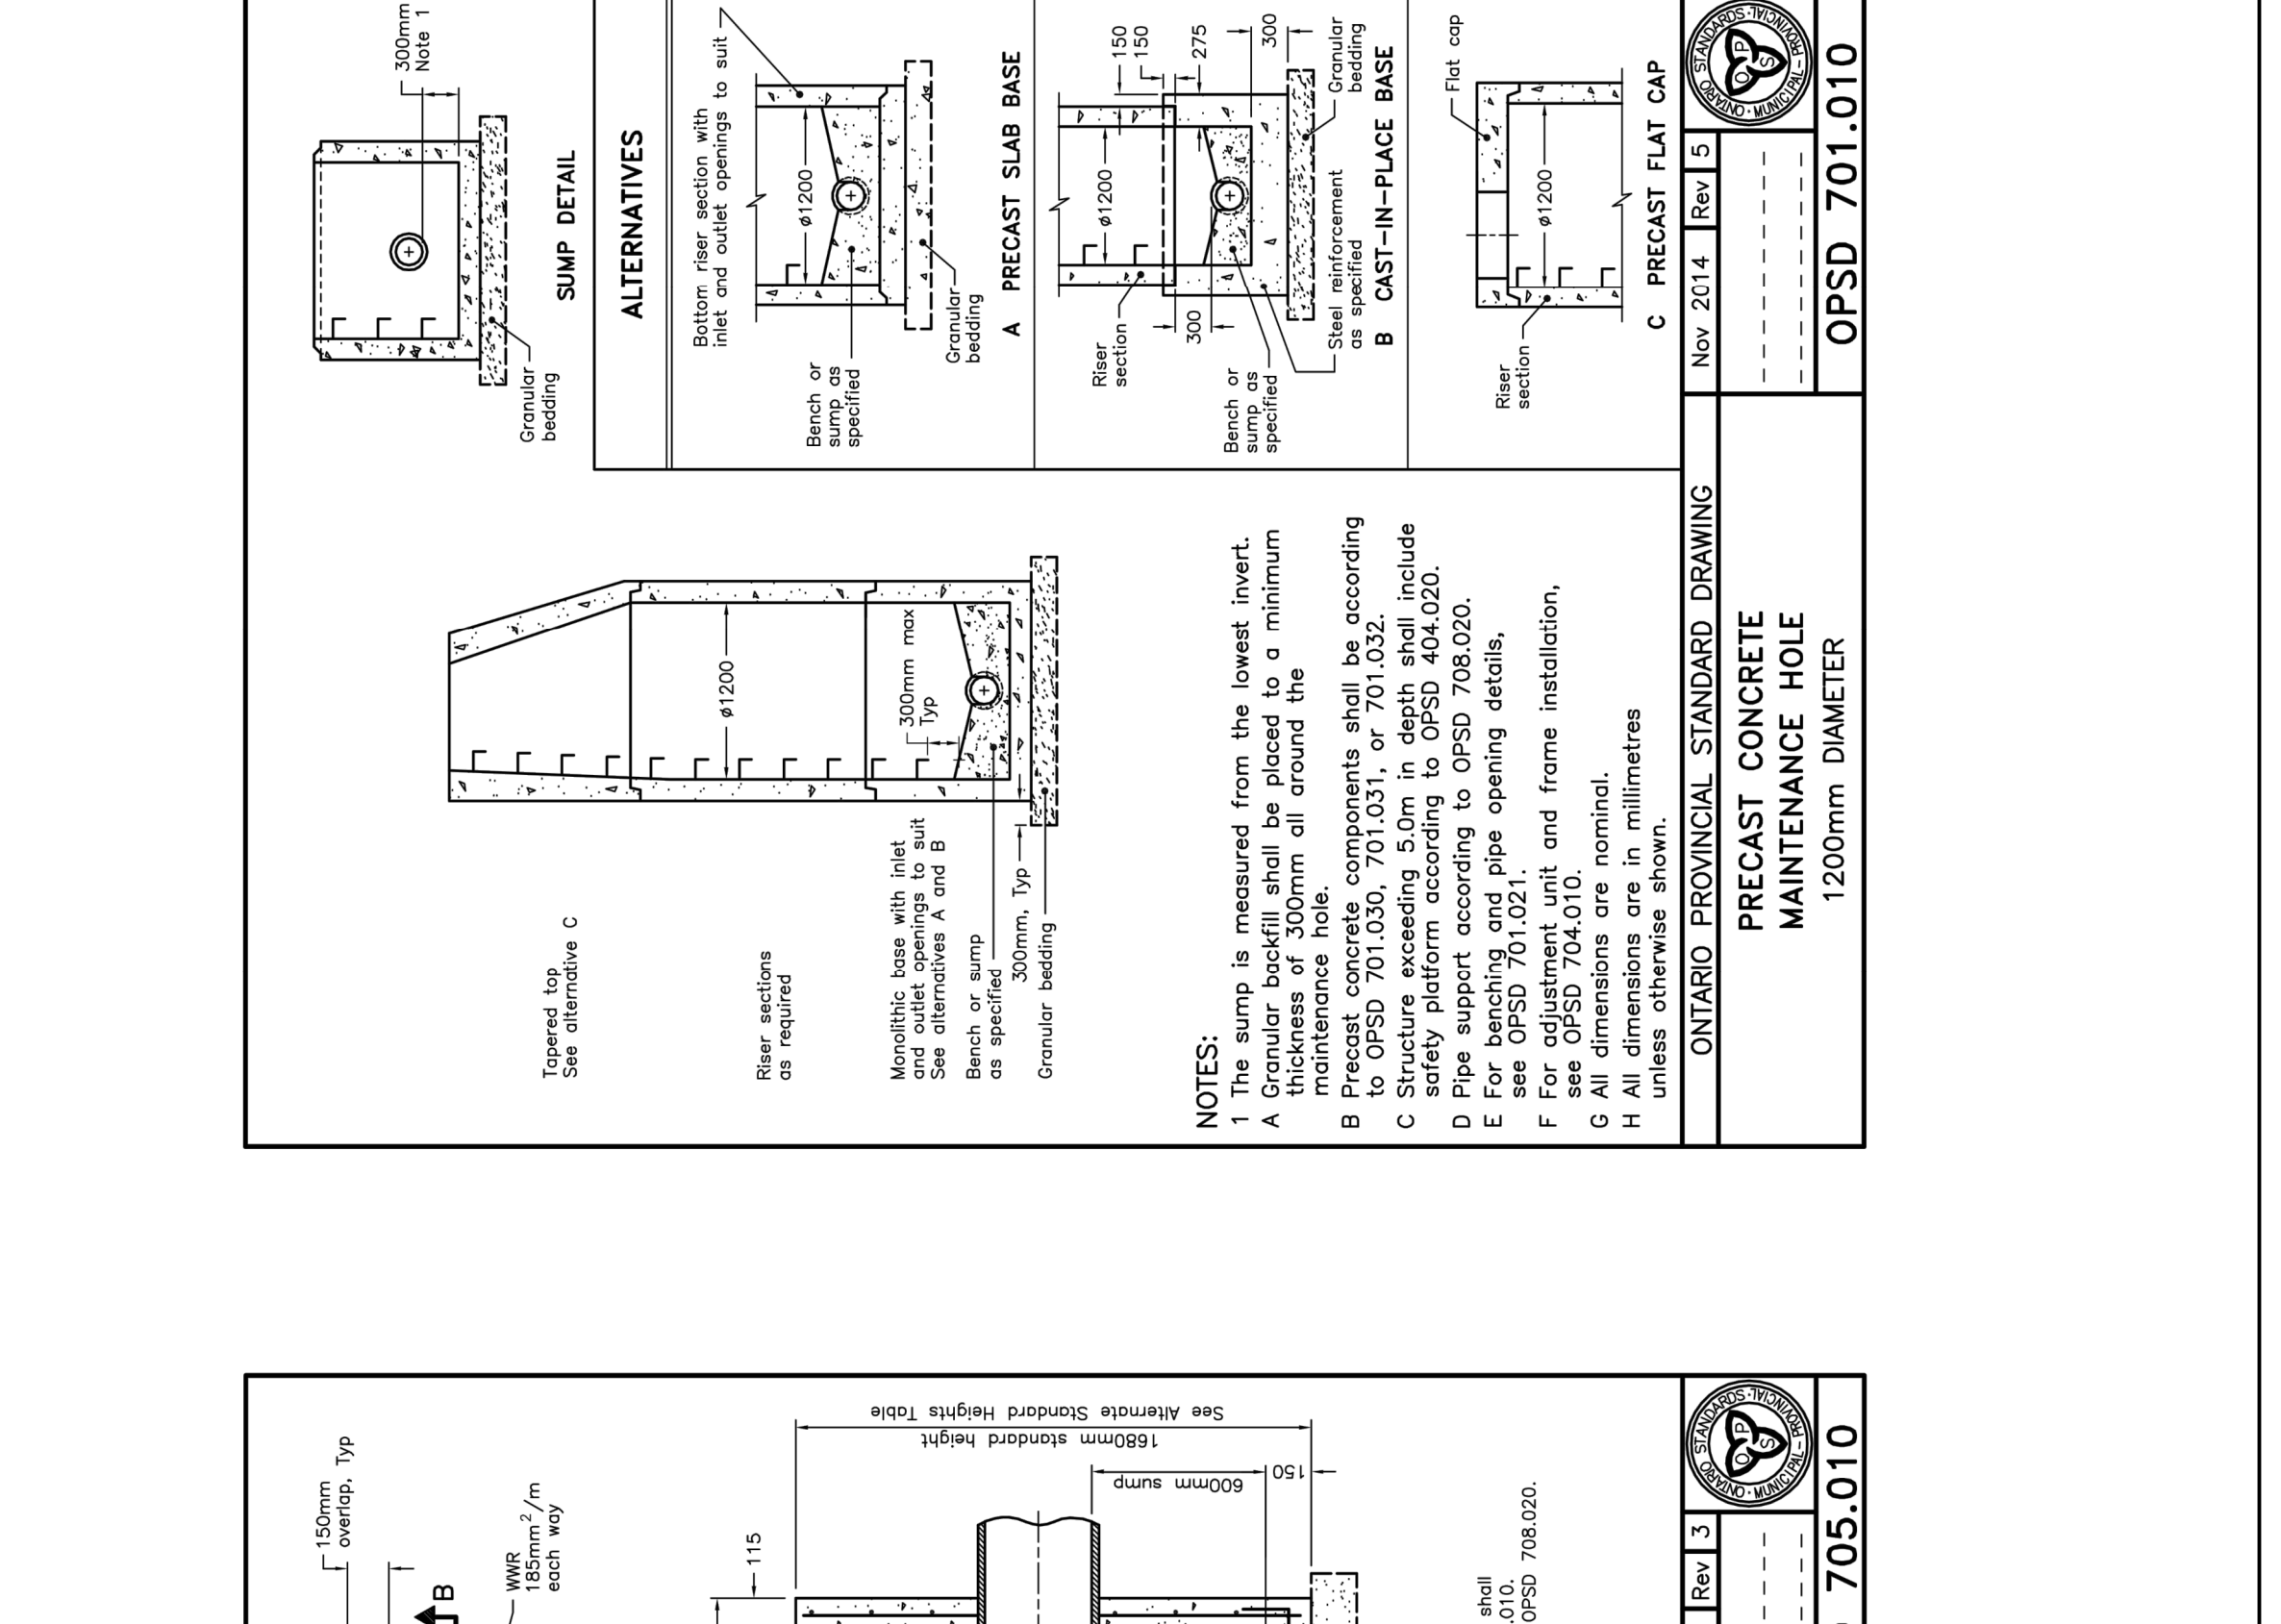 300mm
Note 1
Granular
bedding
SUMP DETAIL
ALTERNATIVES
Bottom riser section with
inlet and outlet openings to suit
ø1200
Bench or
sump as
specified
Granular
bedding
A PRECAST SLAB BASE
150
150
275
300
ø1200
300
Riser
section
Bench or
sump as
specified
Granular
bedding
Steel reinforcement
as specified
B CAST-IN-PLACE BASE
Flat cap
ø1200
Riser
section
C PRECAST FLAT CAP
Tapered top
See alternative C
ø1200
Riser sections
as required
300mm max
Typ
Monolithic base with inlet
and outlet openings to suit
See alternatives A and B
Bench or sump
as specified
300mm, Typ
Granular bedding
NOTES:
1 The sump is measured from the lowest invert.
A Granular backfill shall be placed to a minimum
thickness of 300mm all around the
maintenance hole.
B Precast concrete components shall be according
to OPSD 701.030, 701.031, or 701.032.
C Structure exceeding 5.0m in depth shall include
safety platform according to OPSD 404.020.
D Pipe support according to OPSD 708.020.
E For benching and pipe opening details,
see OPSD 701.021.
F For adjustment unit and frame installation,
see OPSD 704.010.
G All dimensions are nominal.
H All dimensions are in millimetres
unless otherwise shown.
ONTARIO PROVINCIAL STANDARD DRAWING
Nov 2014
Rev 5
ONTARIO · MUNICIPAL – PROVINCIAL · STANDARDS
O P S
PRECAST CONCRETE
MAINTENANCE HOLE
1200mm DIAMETER
OPSD 701.010
150mm
overlap, Typ
B
WWR
185mm²/m
each way
115
See Alternate Standard Heights Table
1680mm standard height
600mm sump
150
shall
.010.
OPSD 708.020.
Rev 3
ONTARIO · MUNICIPAL – PROVINCIAL · STANDARDS
O P S
705.010